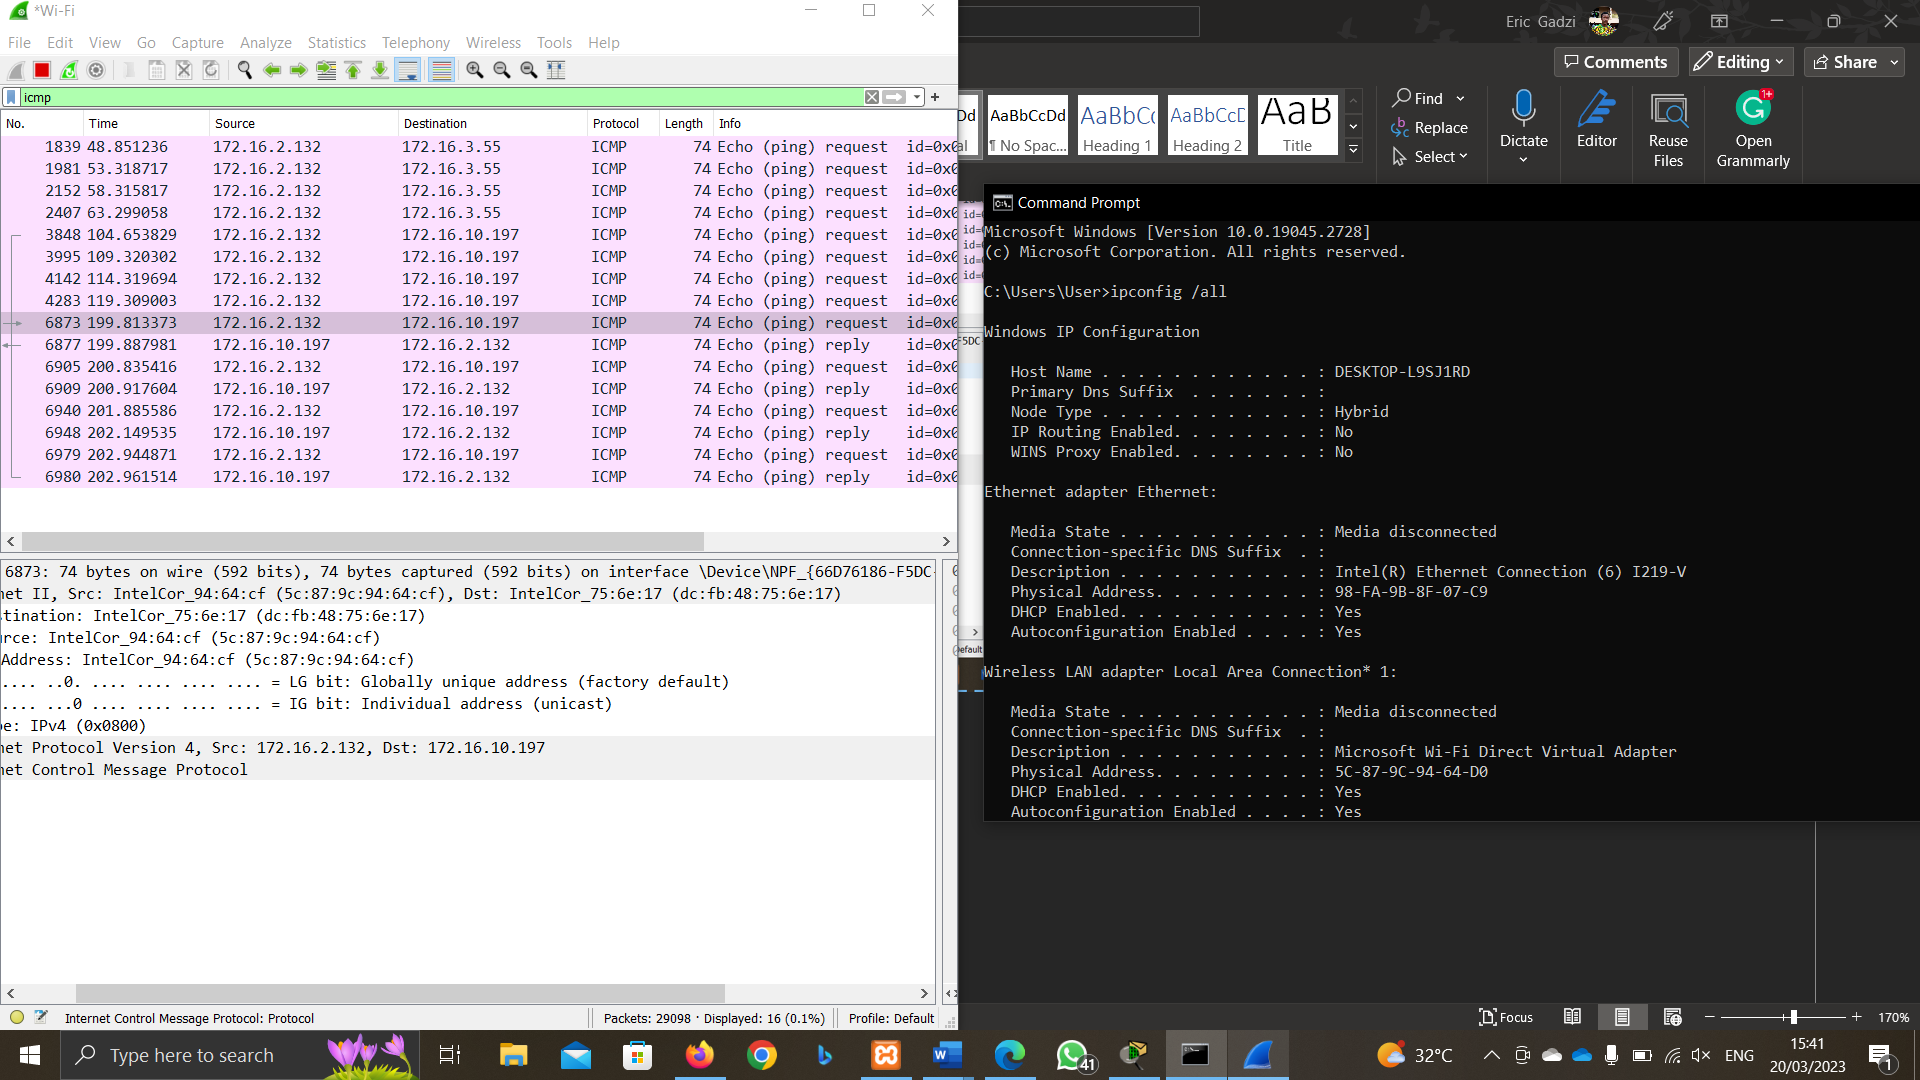 *Wi-Fi
File Edit View Go Capture Analyze Statistics Telephony Wireless Tools Help
icmp
No. Time Source Destination Protocol Length Info
1839 48.851236 172.16.2.132 172.16.3.55 ICMP 74 Echo (ping) request id=0x0
1981 53.318717 172.16.2.132 172.16.3.55 ICMP 74 Echo (ping) request id=0x0
2152 58.315817 172.16.2.132 172.16.3.55 ICMP 74 Echo (ping) request id=0x0
2407 63.299058 172.16.2.132 172.16.3.55 ICMP 74 Echo (ping) request id=0x0
3848 104.653829 172.16.2.132 172.16.10.197 ICMP 74 Echo (ping) request id=0x0
3995 109.320302 172.16.2.132 172.16.10.197 ICMP 74 Echo (ping) request id=0x0
4142 114.319694 172.16.2.132 172.16.10.197 ICMP 74 Echo (ping) request id=0x0
4283 119.309003 172.16.2.132 172.16.10.197 ICMP 74 Echo (ping) request id=0x0
6873 199.813373 172.16.2.132 172.16.10.197 ICMP 74 Echo (ping) request id=0x0
6877 199.887981 172.16.10.197 172.16.2.132 ICMP 74 Echo (ping) reply id=0x0
6905 200.835416 172.16.2.132 172.16.10.197 ICMP 74 Echo (ping) request id=0x0
6909 200.917604 172.16.10.197 172.16.2.132 ICMP 74 Echo (ping) reply id=0x0
6940 201.885586 172.16.2.132 172.16.10.197 ICMP 74 Echo (ping) request id=0x0
6948 202.149535 172.16.10.197 172.16.2.132 ICMP 74 Echo (ping) reply id=0x0
6979 202.944871 172.16.2.132 172.16.10.197 ICMP 74 Echo (ping) request id=0x0
6980 202.961514 172.16.10.197 172.16.2.132 ICMP 74 Echo (ping) reply id=0x0
6873: 74 bytes on wire (592 bits), 74 bytes captured (592 bits) on interface \Device\NPF_{66D76186-F5DC-
net II, Src: IntelCor_94:64:cf (5c:87:9c:94:64:cf), Dst: IntelCor_75:6e:17 (dc:fb:48:75:6e:17)
stination: IntelCor_75:6e:17 (dc:fb:48:75:6e:17)
urce: IntelCor_94:64:cf (5c:87:9c:94:64:cf)
Address: IntelCor_94:64:cf (5c:87:9c:94:64:cf)
.... ..0. .... .... .... .... = LG bit: Globally unique address (factory default)
.... ...0 .... .... .... .... = IG bit: Individual address (unicast)
pe: IPv4 (0x0800)
net Protocol Version 4, Src: 172.16.2.132, Dst: 172.16.10.197
net Control Message Protocol
Internet Control Message Protocol: Protocol Packets: 29098 · Displayed: 16 (0.1%) Profile: Default
Eric Gadzi
Comments Editing Share
AaBbCcDd AaBbCc AaBbCcD AaB
¶ No Spac... Heading 1 Heading 2 Title
Find
Replace
Select
Dictate
Editor
Reuse Files
Open Grammarly
Command Prompt
Microsoft Windows [Version 10.0.19045.2728]
(c) Microsoft Corporation. All rights reserved.
C:\Users\User>ipconfig /all
Windows IP Configuration
Host Name . . . . . . . . . . . . : DESKTOP-L9SJ1RD
Primary Dns Suffix . . . . . . . :
Node Type . . . . . . . . . . . . : Hybrid
IP Routing Enabled. . . . . . . . : No
WINS Proxy Enabled. . . . . . . . : No
Ethernet adapter Ethernet:
Media State . . . . . . . . . . . : Media disconnected
Connection-specific DNS Suffix . :
Description . . . . . . . . . . . : Intel(R) Ethernet Connection (6) I219-V
Physical Address. . . . . . . . . : 98-FA-9B-8F-07-C9
DHCP Enabled. . . . . . . . . . . : Yes
Autoconfiguration Enabled . . . . : Yes
Wireless LAN adapter Local Area Connection* 1:
Media State . . . . . . . . . . . : Media disconnected
Connection-specific DNS Suffix . :
Description . . . . . . . . . . . : Microsoft Wi-Fi Direct Virtual Adapter
Physical Address. . . . . . . . . : 5C-87-9C-94-64-D0
DHCP Enabled. . . . . . . . . . . : Yes
Autoconfiguration Enabled . . . . : Yes
Focus 170%
Type here to search
41
32°C
ENG
15:41
20/03/2023
1